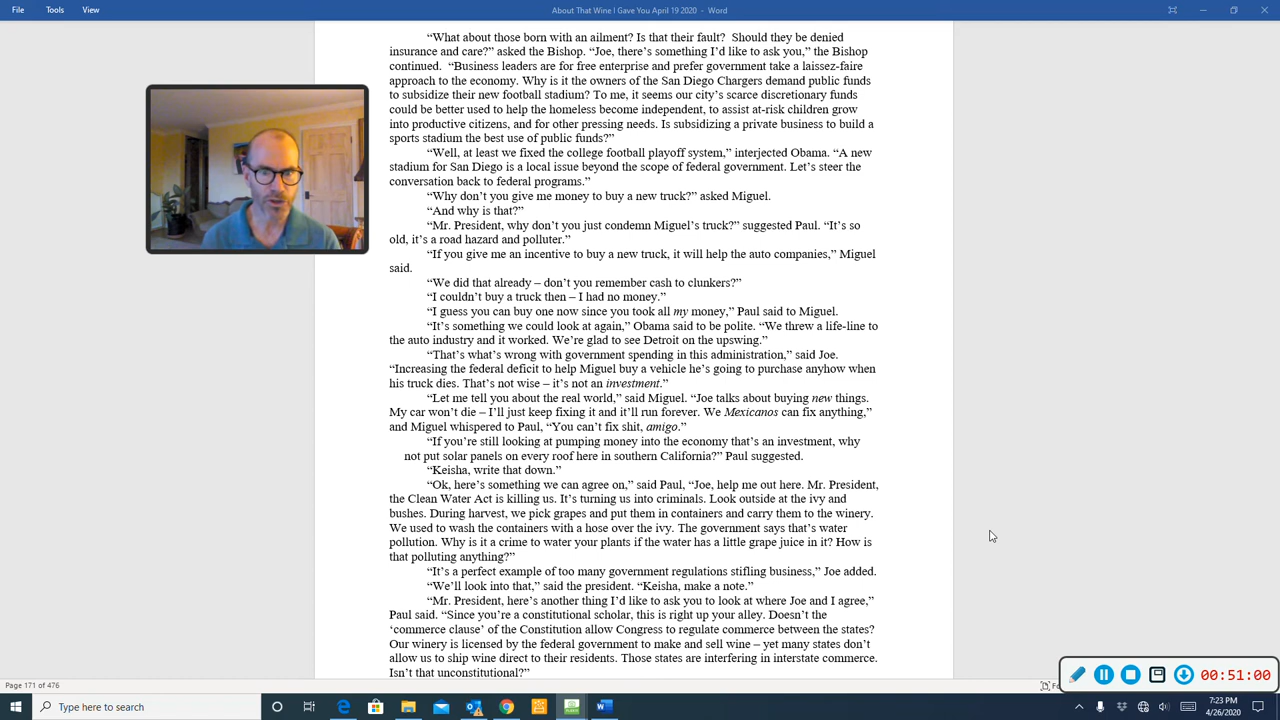 File Tools View About That Wine I Gave You April 19 2020 - Word
“What about those born with an ailment? Is that their fault?  Should they be denied
insurance and care?” asked the Bishop. “Joe, there’s something I’d like to ask you,” the Bishop
continued.  “Business leaders are for free enterprise and prefer government take a laissez-faire
approach to the economy. Why is it the owners of the San Diego Chargers demand public funds
to subsidize their new football stadium? To me, it seems our city’s scarce discretionary funds
could be better used to help the homeless become independent, to assist at-risk children grow
into productive citizens, and for other pressing needs. Is subsidizing a private business to build a
sports stadium the best use of public funds?”
“Well, at least we fixed the college football playoff system,” interjected Obama. “A new
stadium for San Diego is a local issue beyond the scope of federal government. Let’s steer the
conversation back to federal programs.”
“Why don’t you give me money to buy a new truck?” asked Miguel.
“And why is that?”
“Mr. President, why don’t you just condemn Miguel’s truck?” suggested Paul. “It’s so
old, it’s a road hazard and polluter.”
“If you give me an incentive to buy a new truck, it will help the auto companies,” Miguel
said.
“We did that already – don’t you remember cash to clunkers?”
“I couldn’t buy a truck then – I had no money.”
“I guess you can buy one now since you took all my money,” Paul said to Miguel.
“It’s something we could look at again,” Obama said to be polite. “We threw a life-line to
the auto industry and it worked. We’re glad to see Detroit on the upswing.”
“That’s what’s wrong with government spending in this administration,” said Joe.
“Increasing the federal deficit to help Miguel buy a vehicle he’s going to purchase anyhow when
his truck dies. That’s not wise – it’s not an investment.”
“Let me tell you about the real world,” said Miguel. “Joe talks about buying new things.
My car won’t die – I’ll just keep fixing it and it’ll run forever. We Mexicanos can fix anything,”
and Miguel whispered to Paul, “You can’t fix shit, amigo.”
“If you’re still looking at pumping money into the economy that’s an investment, why
not put solar panels on every roof here in southern California?” Paul suggested.
“Keisha, write that down.”
“Ok, here’s something we can agree on,” said Paul, “Joe, help me out here. Mr. President,
the Clean Water Act is killing us. It’s turning us into criminals. Look outside at the ivy and
bushes. During harvest, we pick grapes and put them in containers and carry them to the winery.
We used to wash the containers with a hose over the ivy. The government says that’s water
pollution. Why is it a crime to water your plants if the water has a little grape juice in it? How is
that polluting anything?”
“It’s a perfect example of too many government regulations stifling business,” Joe added.
“We’ll look into that,” said the president. “Keisha, make a note.”
“Mr. President, here’s another thing I’d like to ask you to look at where Joe and I agree,”
Paul said. “Since you’re a constitutional scholar, this is right up your alley. Doesn’t the
‘commerce clause’ of the Constitution allow Congress to regulate commerce between the states?
Our winery is licensed by the federal government to make and sell wine – yet many states don’t
allow us to ship wine direct to their residents. Those states are interfering in interstate commerce.
Isn’t that unconstitutional?”
00:51:00
Page 171 of 476
Type here to search
7:23 PM
4/26/2020